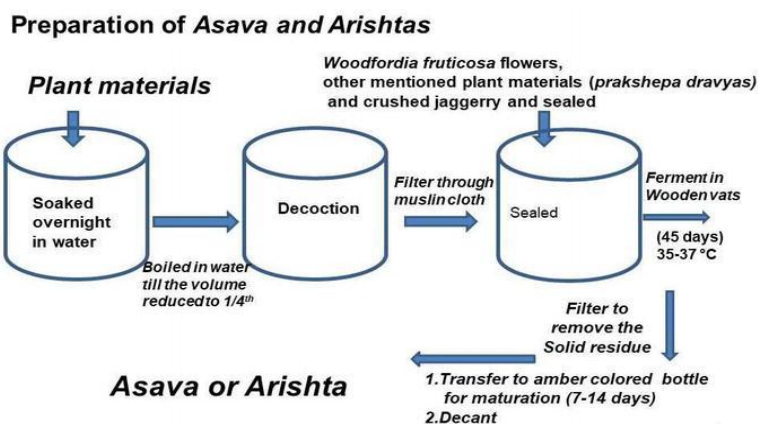 Preparation of Asava and Arishtas
Plant materials
Woodfordia fruticosa flowers,
other mentioned plant materials (prakshepa dravyas)
and crushed jaggerry and sealed
Soaked
overnight
in water
Boiled in water
till the volume
reduced to 1/4th
Decoction
Filter through
muslin cloth
Sealed
Ferment in
Wooden vats
(45 days)
35-37 °C
Filter to
remove the
Solid residue
1.Transfer to amber colored bottle
for maturation (7-14 days)
2.Decant
Asava or Arishta